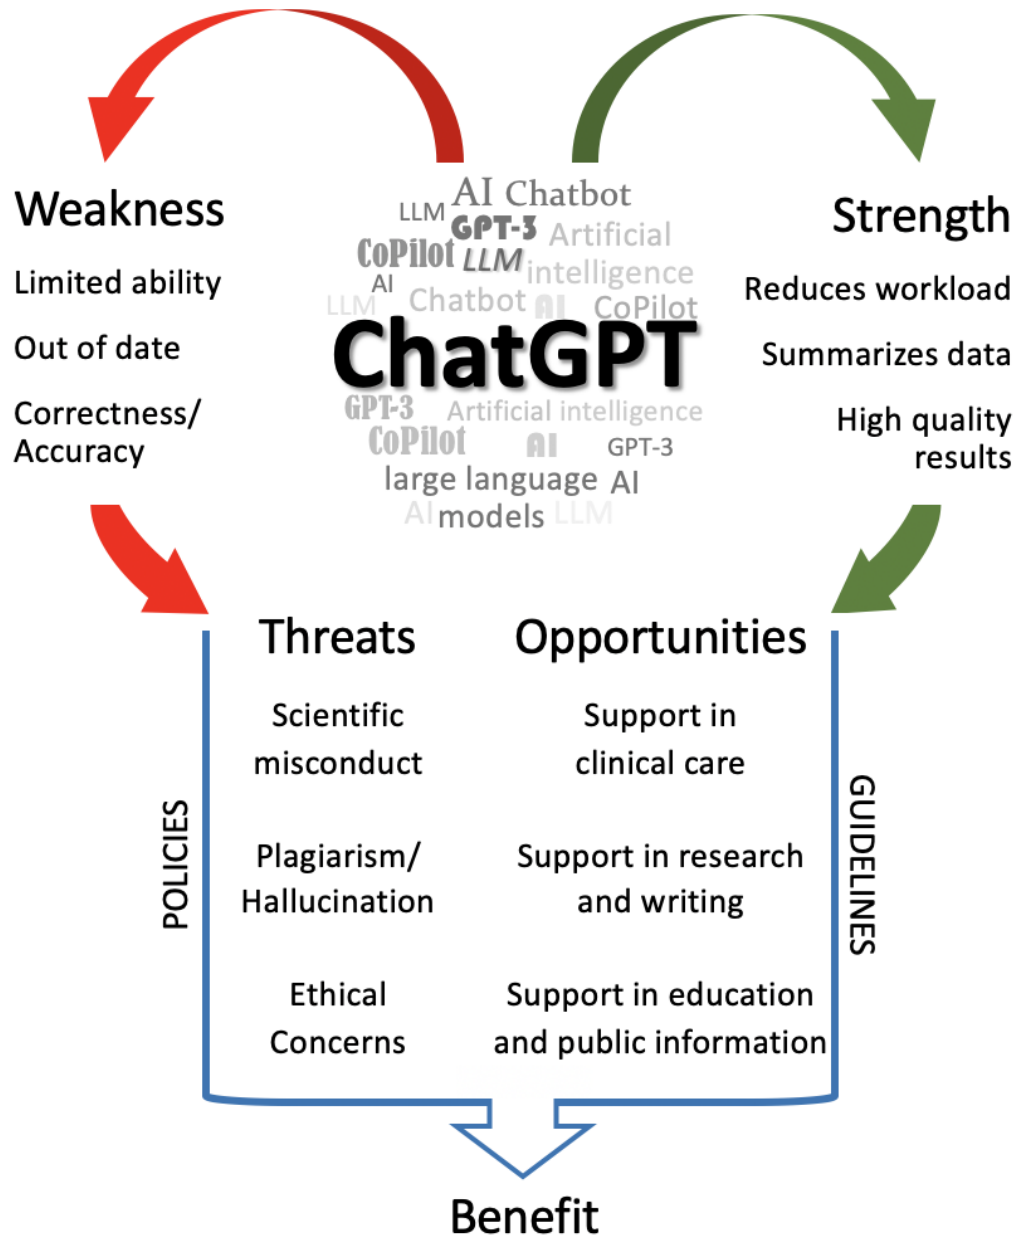 Weakness
Limited ability
Out of date
Correctness/
Accuracy
AI Chatbot
LLM GPT-3 Artificial
CoPilot LLM intelligence
AI
LLM Chatbot AI CoPilot
ChatGPT
GPT-3 Artificial intelligence
CoPilot AI GPT-3
large language AI
AI models LLM
Strength
Reduces workload
Summarizes data
High quality
results
Threats
Scientific
misconduct
Plagiarism/
Hallucination
Ethical
Concerns
Opportunities
Support in
clinical care
Support in research
and writing
Support in education
and public information
POLICIES
GUIDELINES
Benefit